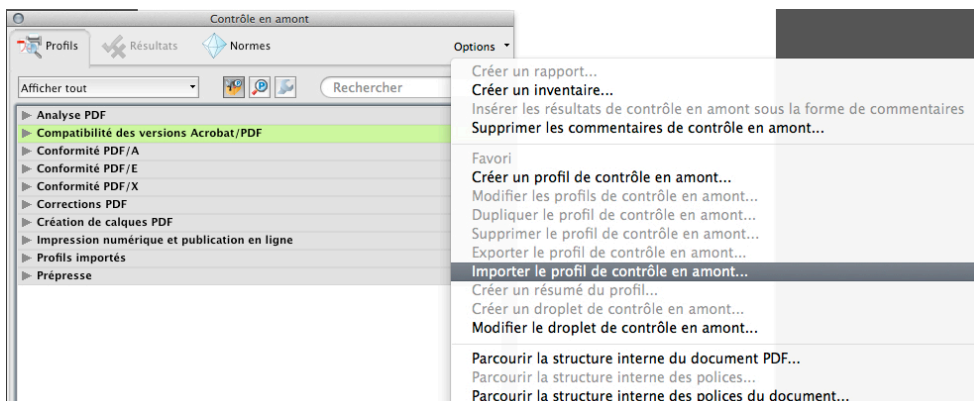 Contrôle en amont
Profils
Résultats
Normes
Options
Afficher tout
Rechercher
Analyse PDF
Compatibilité des versions Acrobat/PDF
Conformité PDF/A
Conformité PDF/E
Conformité PDF/X
Corrections PDF
Création de calques PDF
Impression numérique et publication en ligne
Profils importés
Prépresse
Créer un rapport...
Créer un inventaire...
Insérer les résultats de contrôle en amont sous la forme de commentaires
Supprimer les commentaires de contrôle en amont...
Favori
Créer un profil de contrôle en amont...
Modifier les profils de contrôle en amont...
Dupliquer le profil de contrôle en amont...
Supprimer le profil de contrôle en amont...
Exporter le profil de contrôle en amont...
Importer le profil de contrôle en amont...
Créer un résumé du profil...
Créer un droplet de contrôle en amont...
Modifier le droplet de contrôle en amont...
Parcourir la structure interne du document PDF...
Parcourir la structure interne des polices...
Parcourir la structure interne des polices du document...